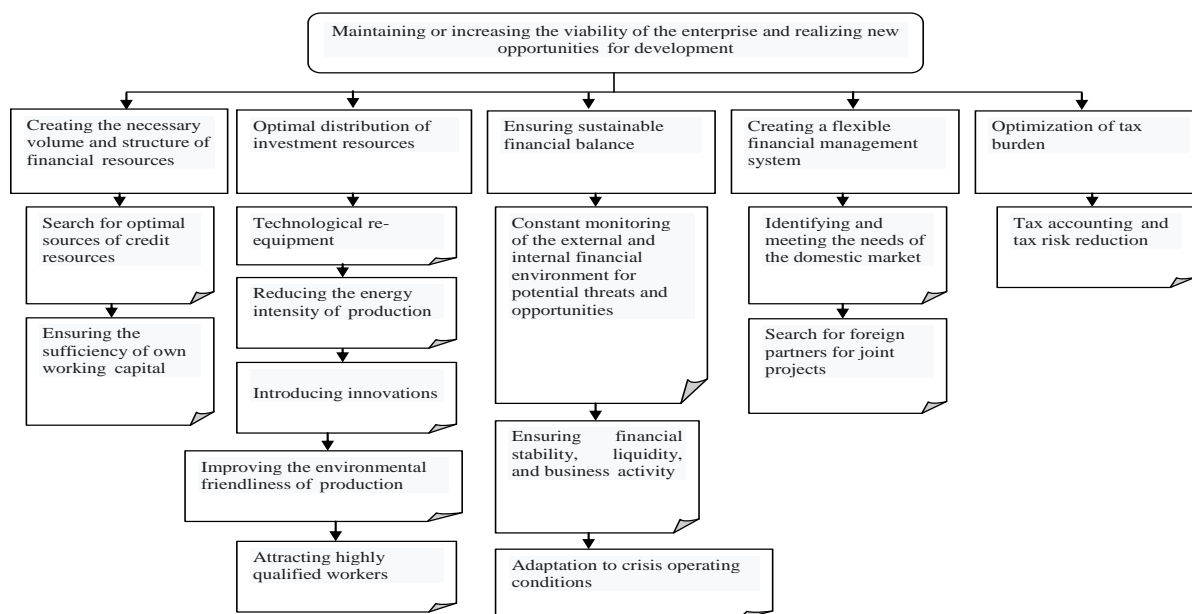 Maintaining or increasing the viability of the enterprise and realizing new
opportunities for development
Creating the necessary
volume and structure of
financial resources
Optimal distribution of
investment resources
Ensuring sustainable
financial balance
Creating a flexible
financial management
system
Optimization of tax
burden
Search for optimal
sources of credit
resources
Ensuring the
sufficiency of own
working capital
Technological re-
equipment
Reducing the energy
intensity of production
Introducing innovations
Improving the environmental
friendliness of production
Attracting highly
qualified workers
Constant monitoring
of the external and
internal financial
environment for
potential threats and
opportunities
Ensuring financial
stability, liquidity,
and business activity
Adaptation to crisis operating
conditions
Identifying and
meeting the needs of
the domestic market
Search for foreign
partners for joint
projects
Tax accounting and
tax risk reduction